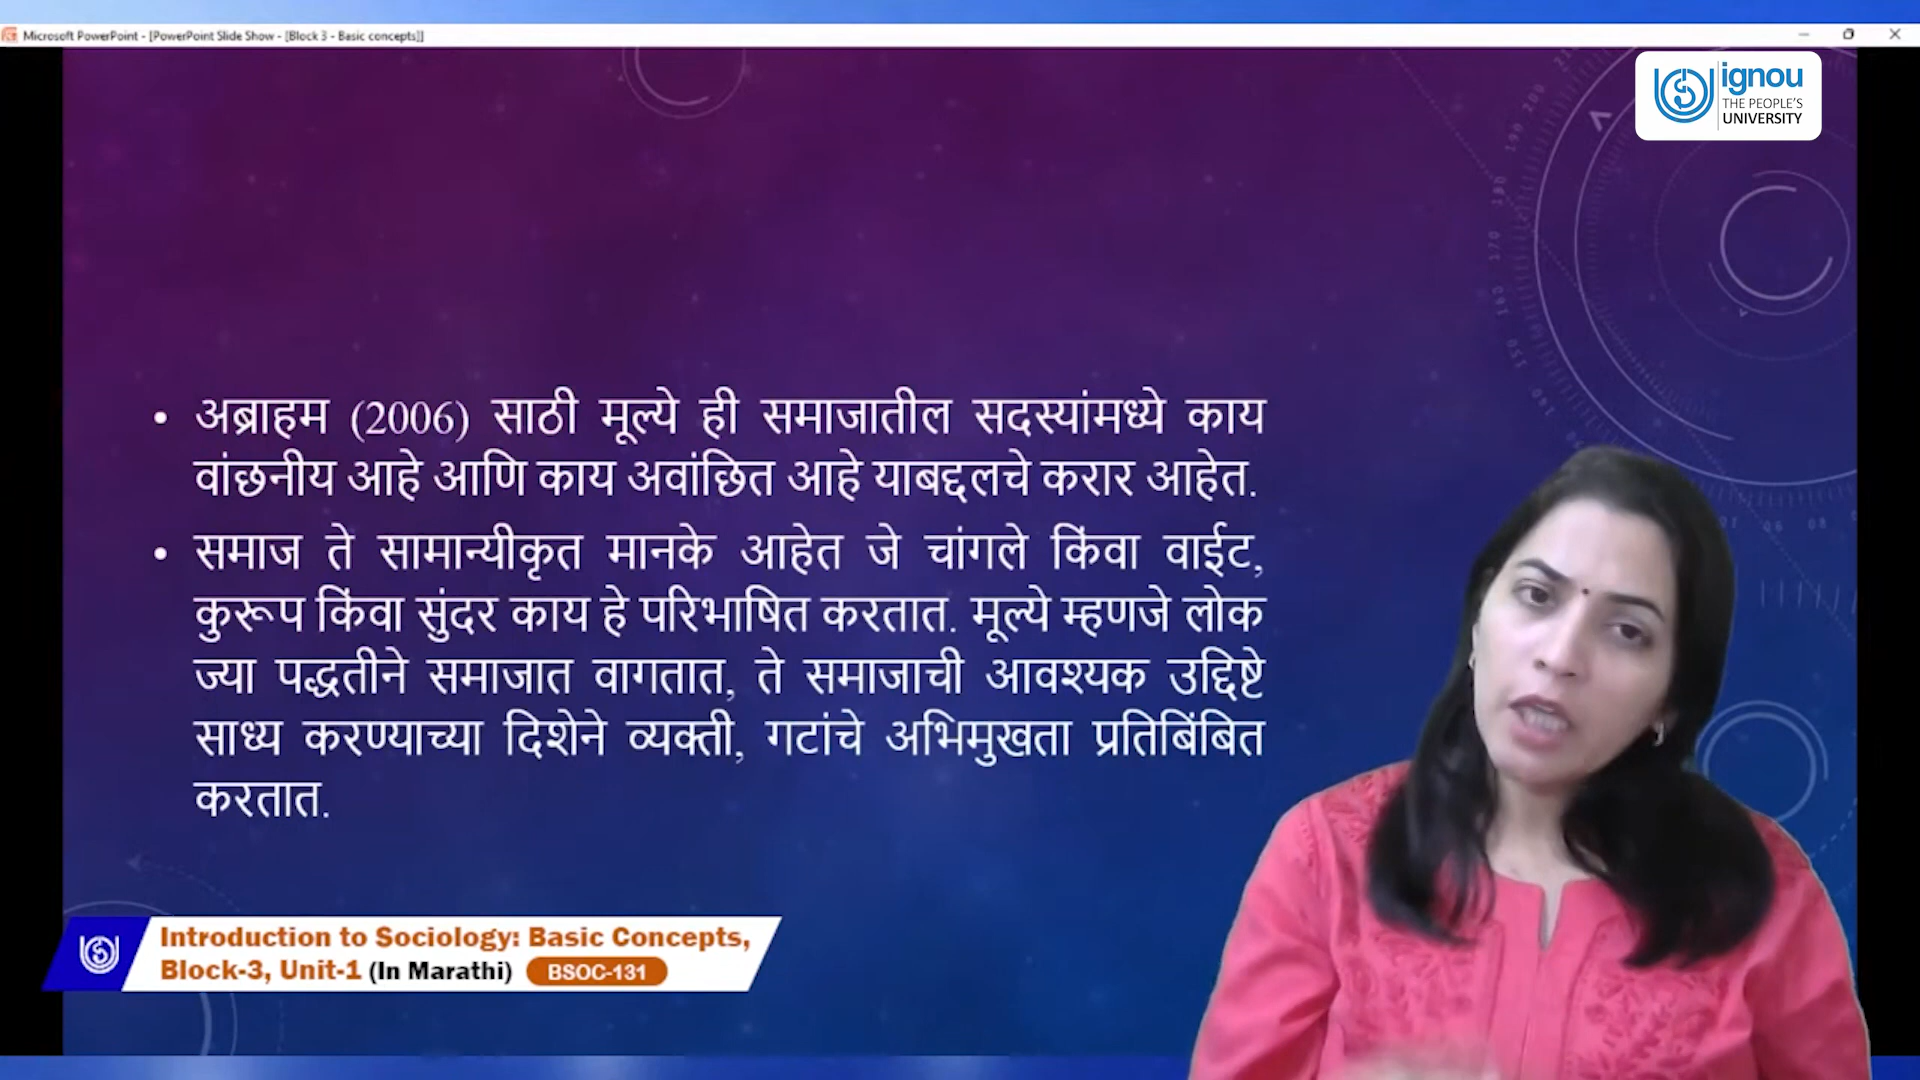 Microsoft PowerPoint - [PowerPoint Slide Show - [Block 3 - Basic concepts]]
ignou
THE PEOPLE'S
UNIVERSITY
• अब्राहम (2006) साठी मूल्ये ही समाजातील सदस्यांमध्ये काय
वांछनीय आहे आणि काय अवांछित आहे याबद्दलचे करार आहेत.
• समाज ते सामान्यीकृत मानके आहेत जे चांगले किंवा वाईट,
कुरूप किंवा सुंदर काय हे परिभाषित करतात. मूल्ये म्हणजे लोक
ज्या पद्धतीने समाजात वागतात, ते समाजाची आवश्यक उद्दिष्टे
साध्य करण्याच्या दिशेने व्यक्ती, गटांचे अभिमुखता प्रतिबिंबित
करतात.
Introduction to Sociology: Basic Concepts,
Block-3, Unit-1 (In Marathi) BSOC-131